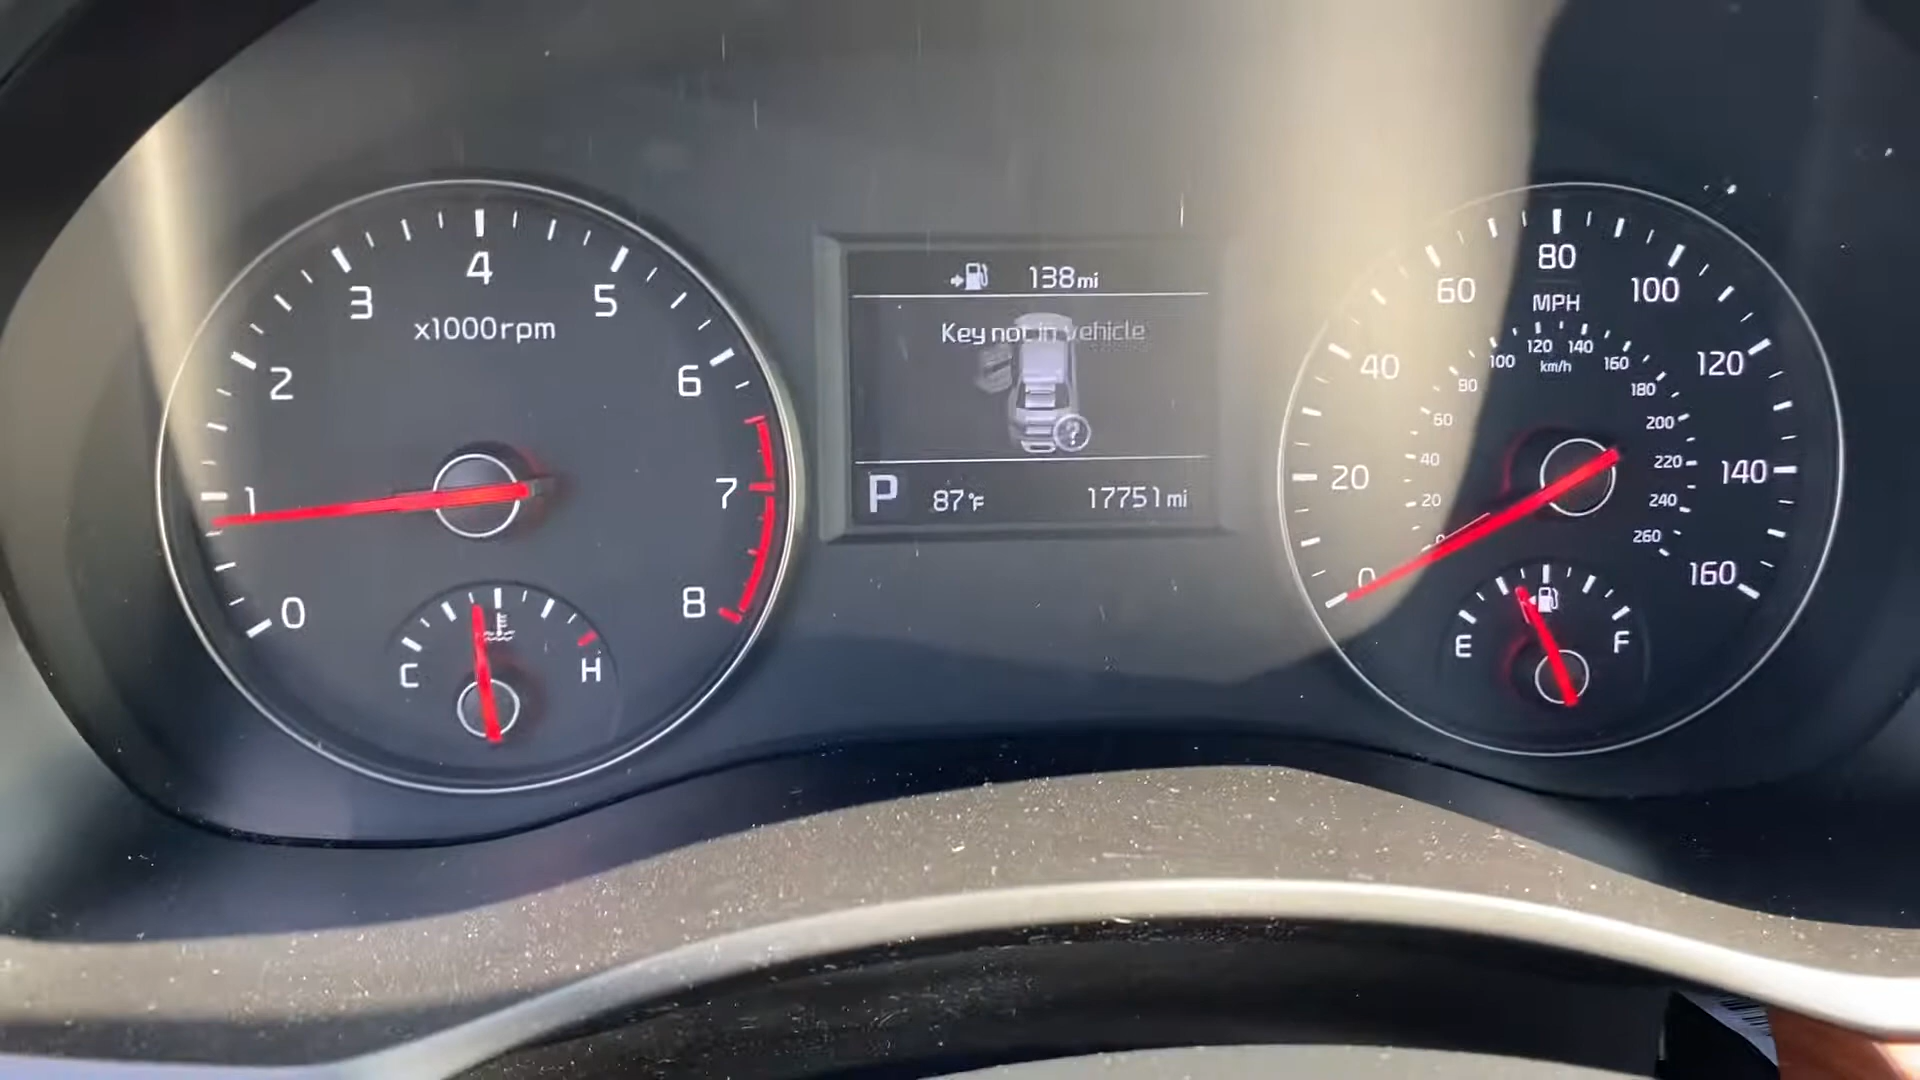 138mi
Key not in vehicle
?
P 87°F 17751mi
0 1 2 3 4 5 6 7 8
x1000rpm
C H
0 20 40 60 80 100 120 140 160
MPH
0 20 40 60 80 100 120 140 160 180 200 220 240 260
km/h
E F